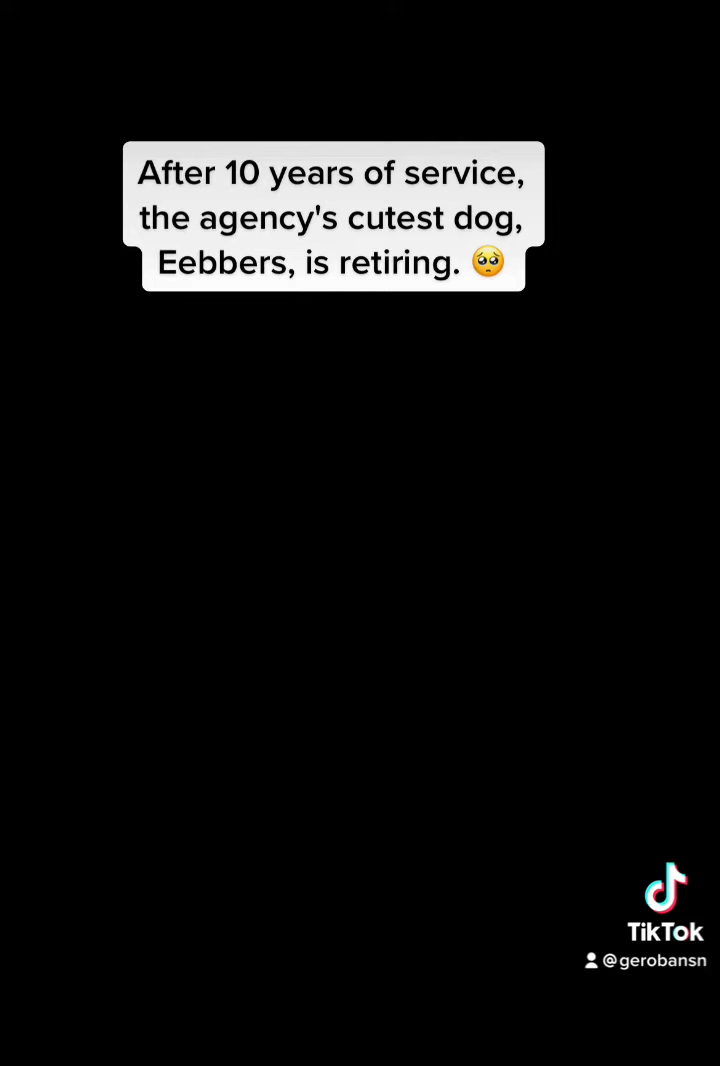 After 10 years of service,
the agency's cutest dog,
Eebbers, is retiring. 🥺
TikTok
@gerobansn